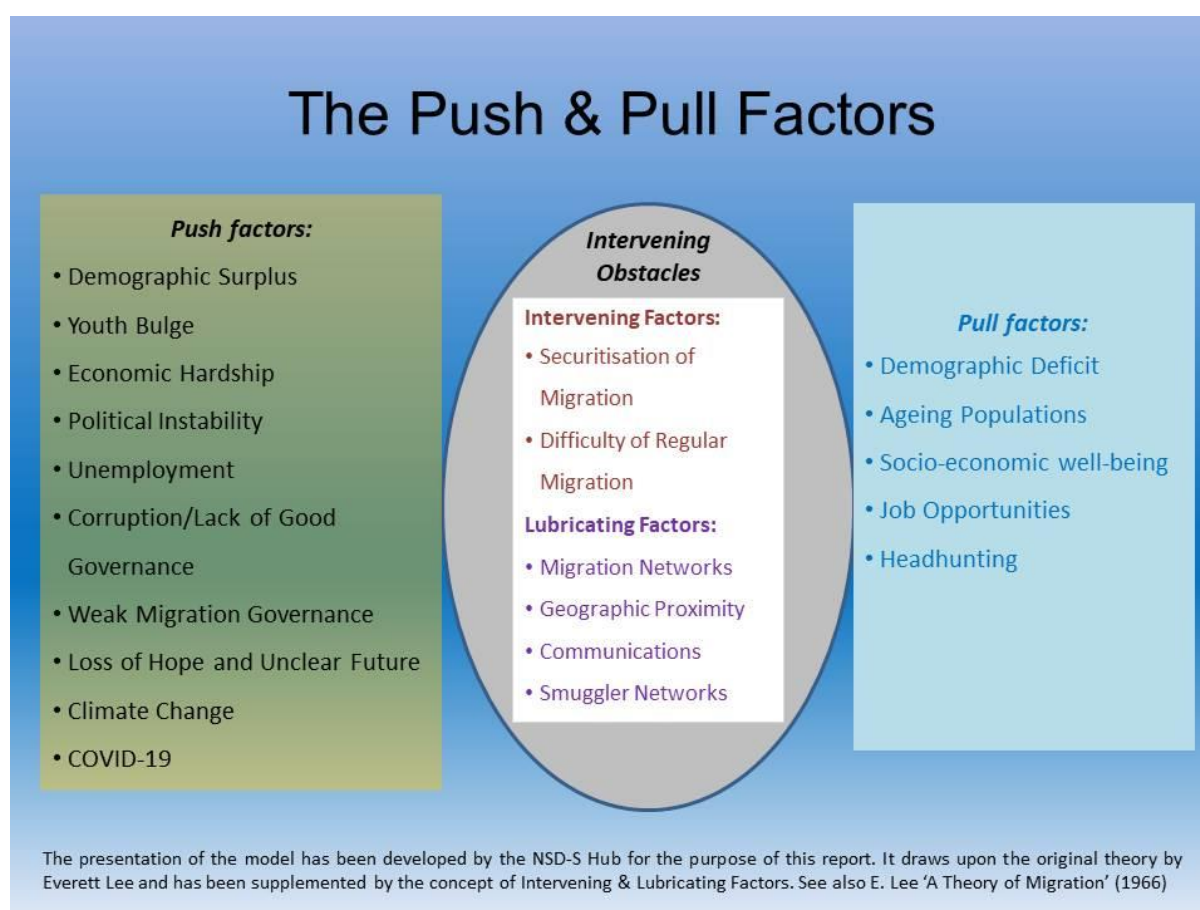 The Push & Pull Factors
Push factors:
• Demographic Surplus
• Youth Bulge
• Economic Hardship
• Political Instability
• Unemployment
• Corruption/Lack of Good
Governance
• Weak Migration Governance
• Loss of Hope and Unclear Future
• Climate Change
• COVID-19
Intervening
Obstacles
Intervening Factors:
• Securitisation of
Migration
• Difficulty of Regular
Migration
Lubricating Factors:
• Migration Networks
• Geographic Proximity
• Communications
• Smuggler Networks
Pull factors:
• Demographic Deficit
• Ageing Populations
• Socio-economic well-being
• Job Opportunities
• Headhunting
The presentation of the model has been developed by the NSD-S Hub for the purpose of this report. It draws upon the original theory by
Everett Lee and has been supplemented by the concept of Intervening & Lubricating Factors. See also E. Lee ‘A Theory of Migration’ (1966)